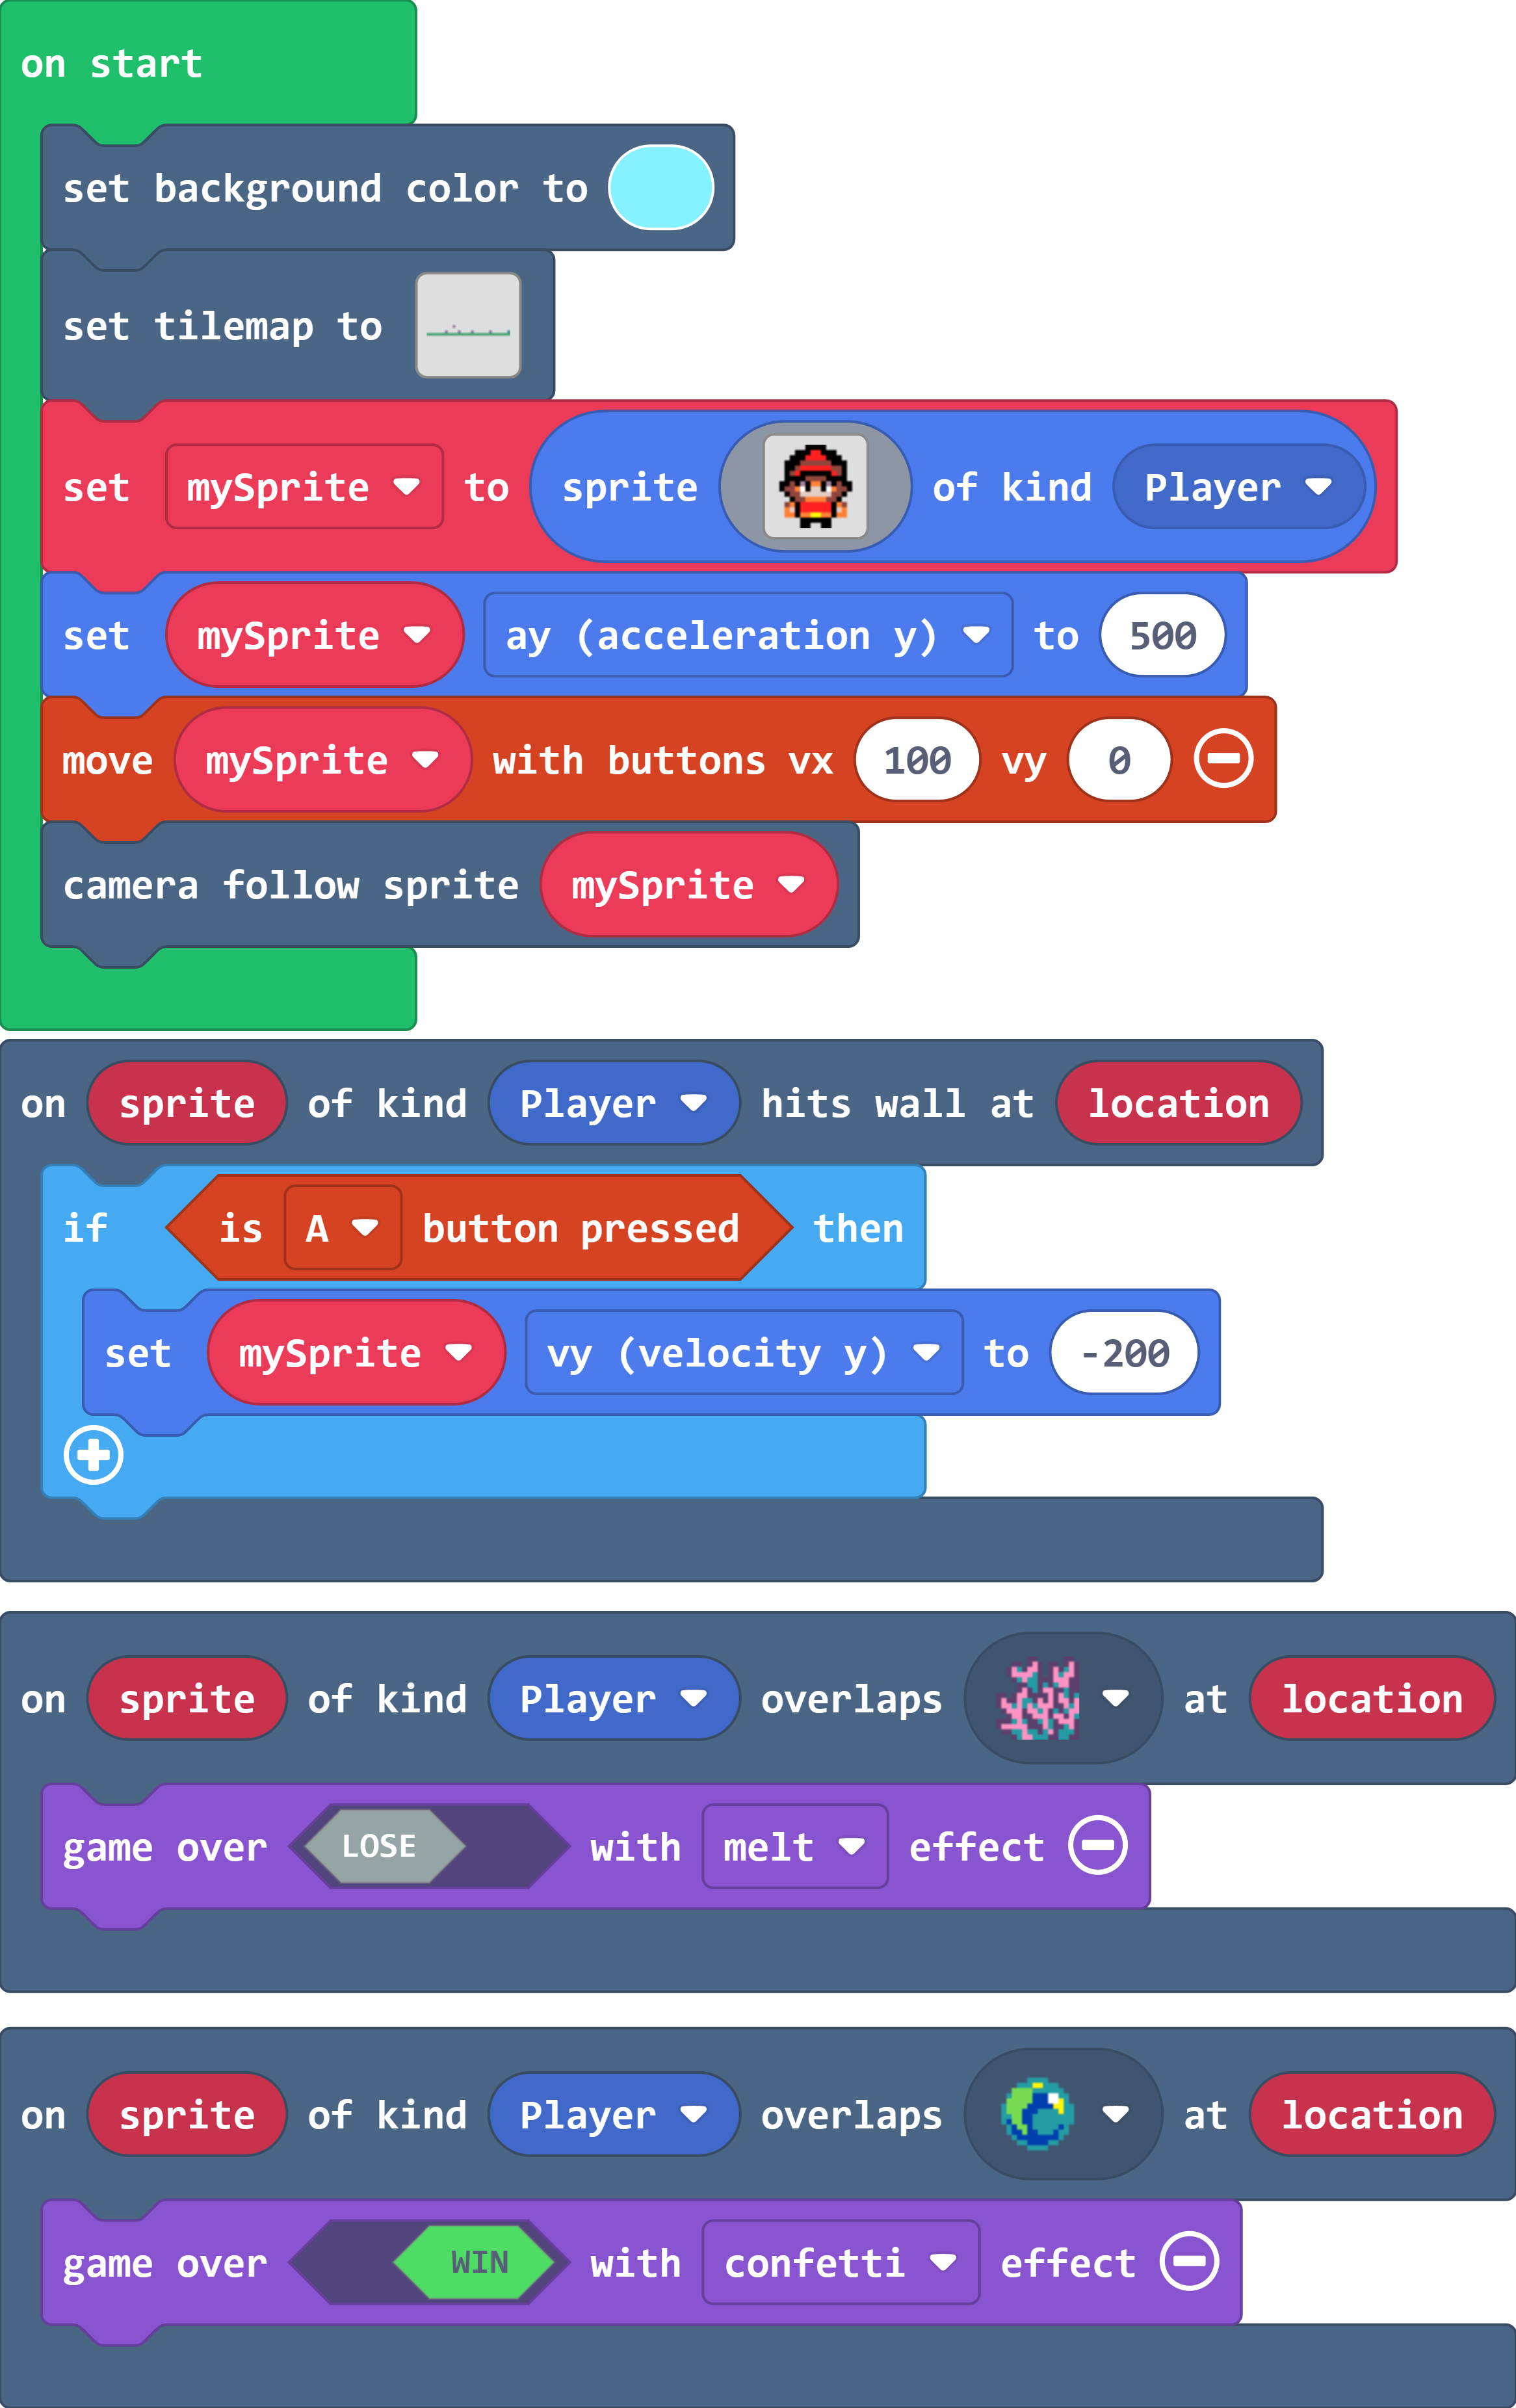 on start
set background color to
set tilemap to
set mySprite to sprite of kind Player
set mySprite ay (acceleration y) to 500
move mySprite with buttons vx 100 vy 0
camera follow sprite mySprite
on sprite of kind Player hits wall at location
if is A button pressed then
set mySprite vy (velocity y) to -200
on sprite of kind Player overlaps at location
game over LOSE with melt effect
on sprite of kind Player overlaps at location
game over WIN with confetti effect